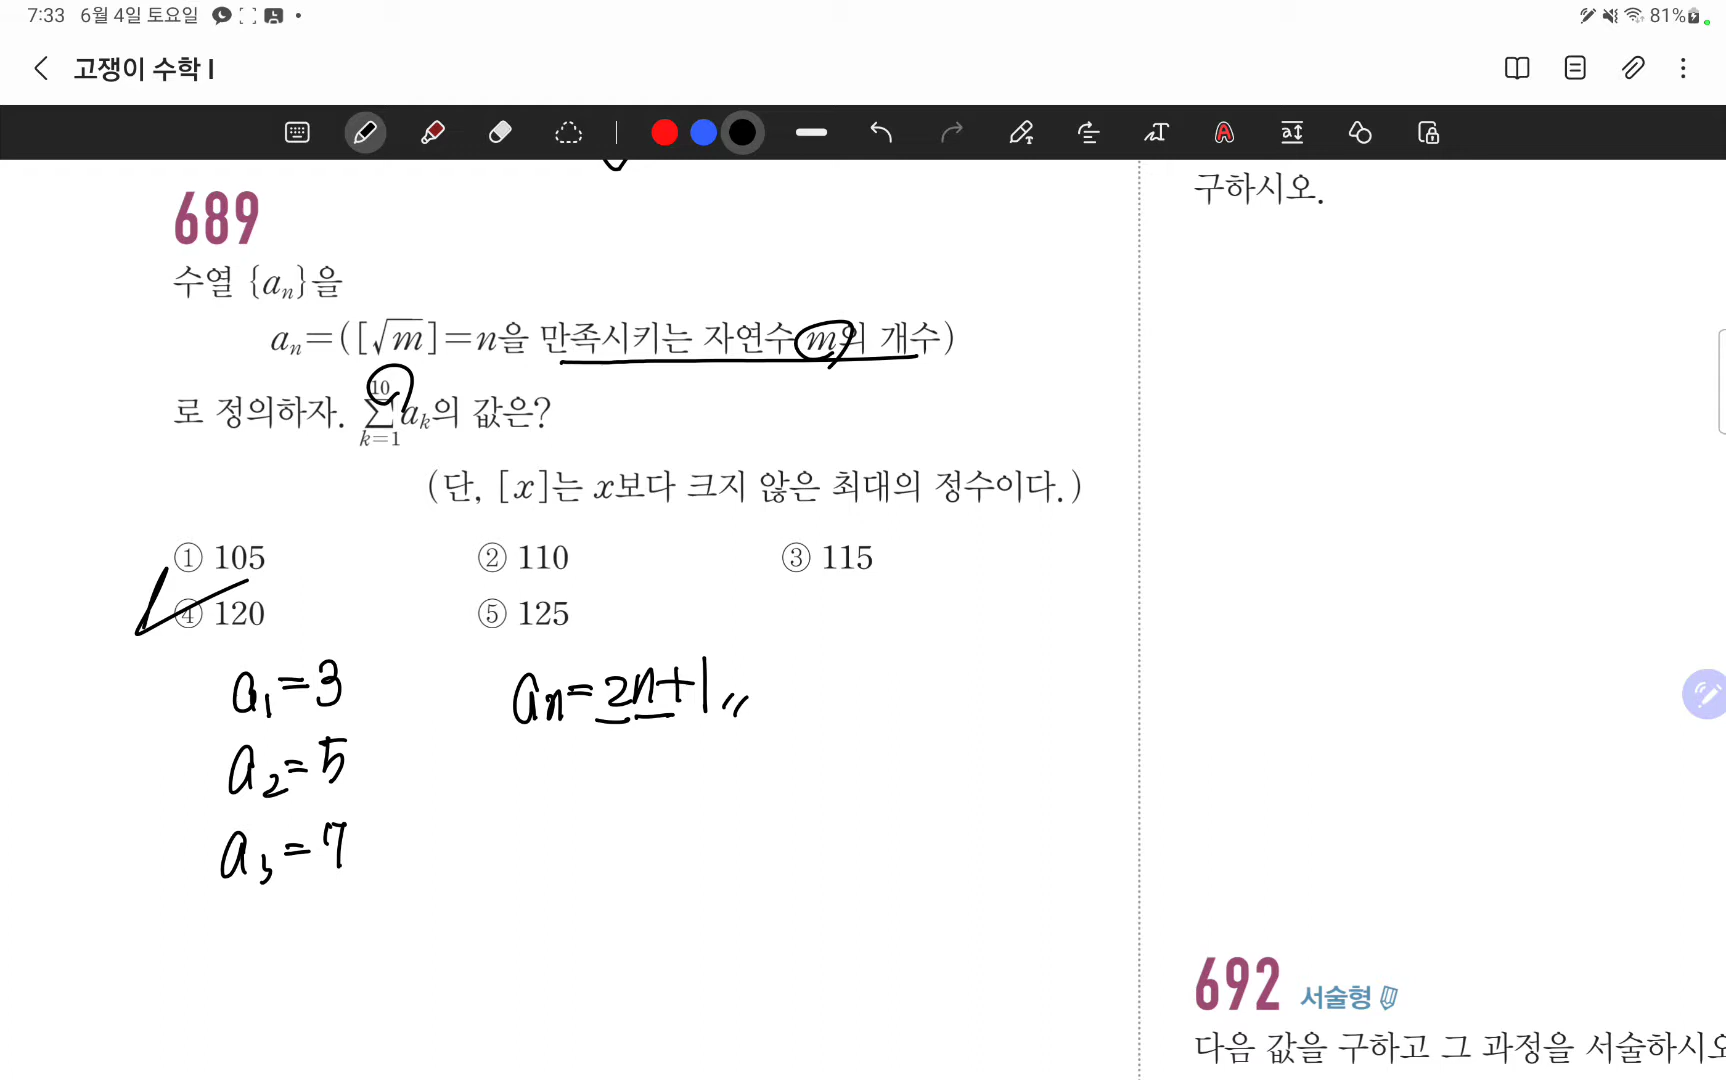 7:33 6월 4일 토요일 81%
고쟁이 수학 I
689
수열 {aₙ}을
aₙ=([√m]=n을 만족시키는 자연수 m의 개수)
로 정의하자. ∑ₖ₌₁¹⁰ aₖ의 값은?
(단, [x]는 x보다 크지 않은 최대의 정수이다.)
① 105 ② 110 ③ 115
④ 120 ⑤ 125
a₁=3 aₙ=2n+1
a₂=5
a₃=7
구하시오.
692 서술형
다음 값을 구하고 그 과정을 서술하시오